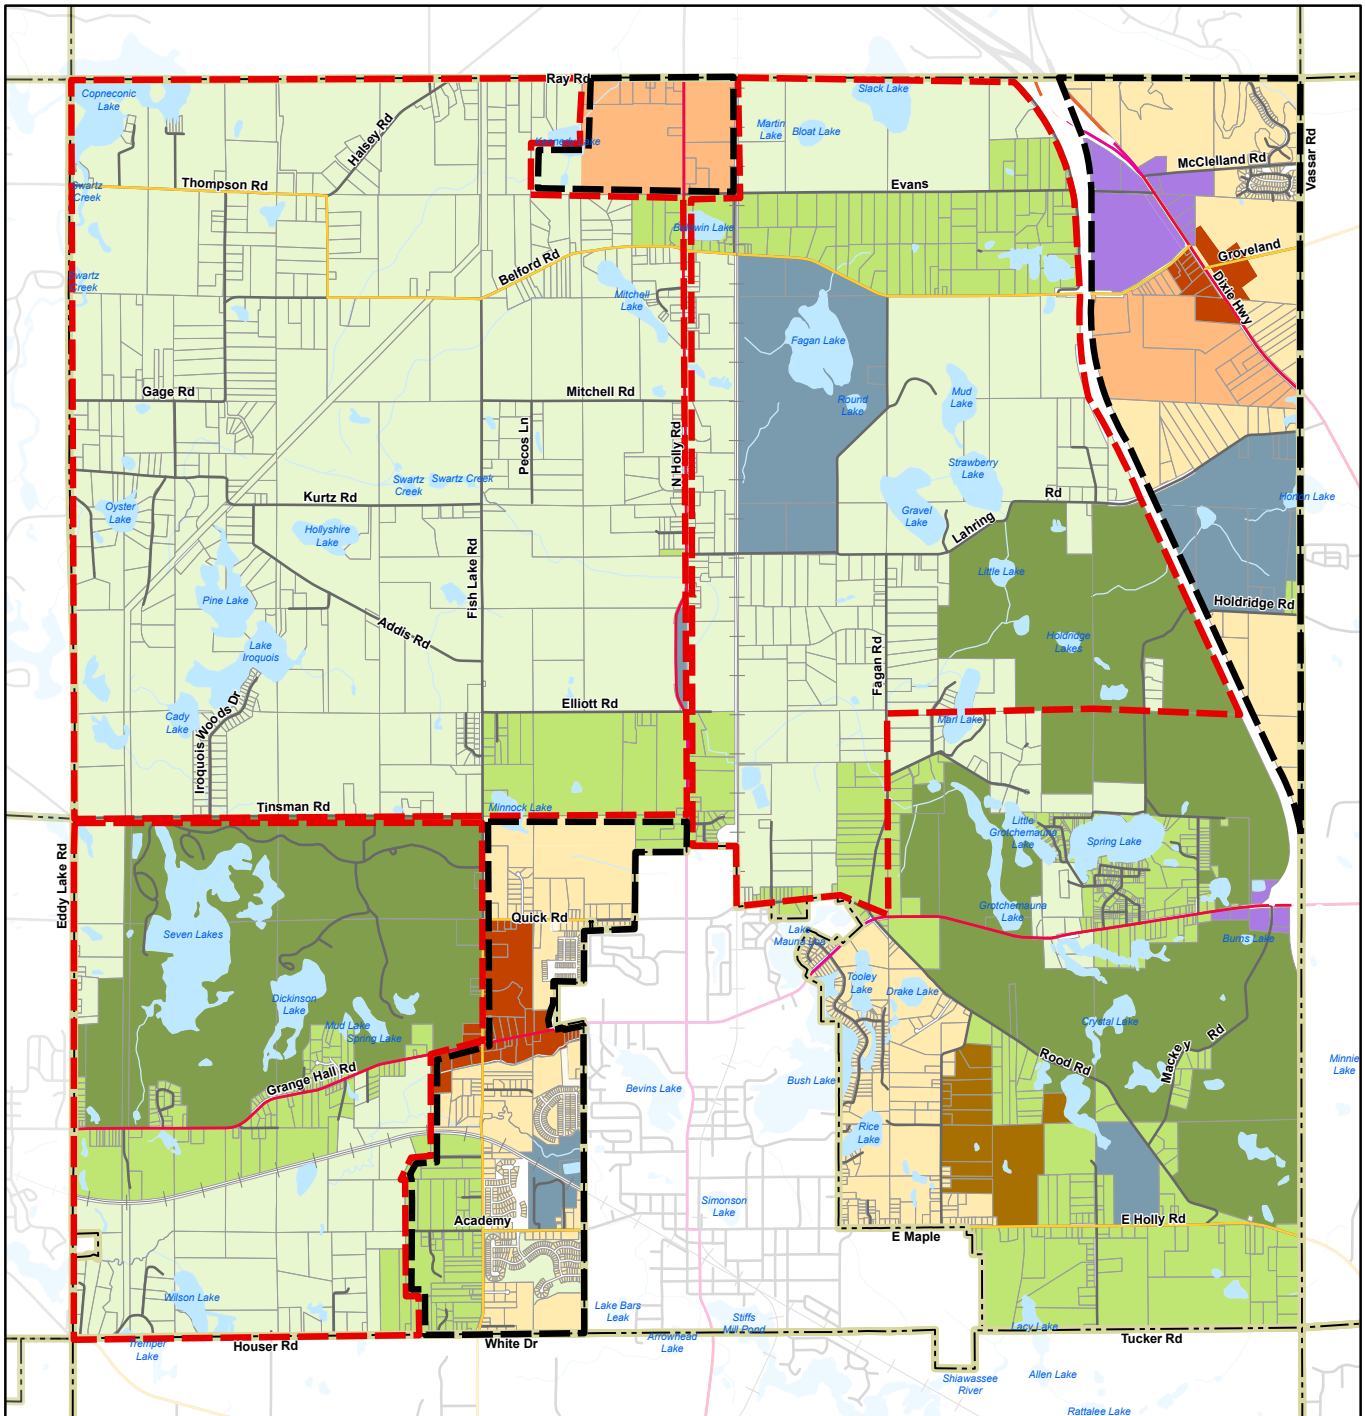 Ray Rd
Copneconic
Lake
Slack Lake
Halsey Rd
Kennedy Lake
Martin
Lake
Bloat Lake
Vassar Rd
McClelland Rd
Swartz
Creek
Thompson Rd
Evans
Baldwin Lake
Groveland
Belford Rd
Swartz
Creek
Mitchell
Lake
Dixie Hwy
Fagan Lake
Gage Rd
Mitchell Rd
Round
Lake
Mud
Lake
Pecos Ln
N Holly Rd
Strawberry
Lake
Swartz
Creek
Swartz Creek
Kurtz Rd
Rd
Horton Lake
Oyster
Lake
Gravel
Lake
Lahring
Hollyshire
Lake
Fish Lake Rd
Little Lake
Pine Lake
Holdridge Rd
Addis Rd
Holdridge
Lakes
Lake
Iroquois
Fagan Rd
Elliott Rd
Cady
Lake
Iroquois Woods Dr
Marl Lake
Tinsman Rd
Minnock Lake
Little
Grotchemauna
Lake
Spring Lake
Eddy Lake Rd
Quick Rd
Grotchemauna
Lake
Seven Lakes
Lake
Mauna Loa
Burns Lake
Tooley
Lake
Drake Lake
Dickinson
Lake
Mud Lake
Spring Lake
Crystal Lake
Mackey
Rd
Rood Rd
Grange Hall Rd
Bevins Lake
Bush Lake
Minnie
Lake
Rice
Lake
Simonson
Lake
Academy
E Holly Rd
E Maple
Wilson Lake
Lake Bars
Leak
Stiffs
Mill Pond
Lacy Lake
Tremper
Lake
Houser Rd
White Dr
Arrowhead
Lake
Tucker Rd
Shiawassee
River
Allen Lake
Rattalee Lake